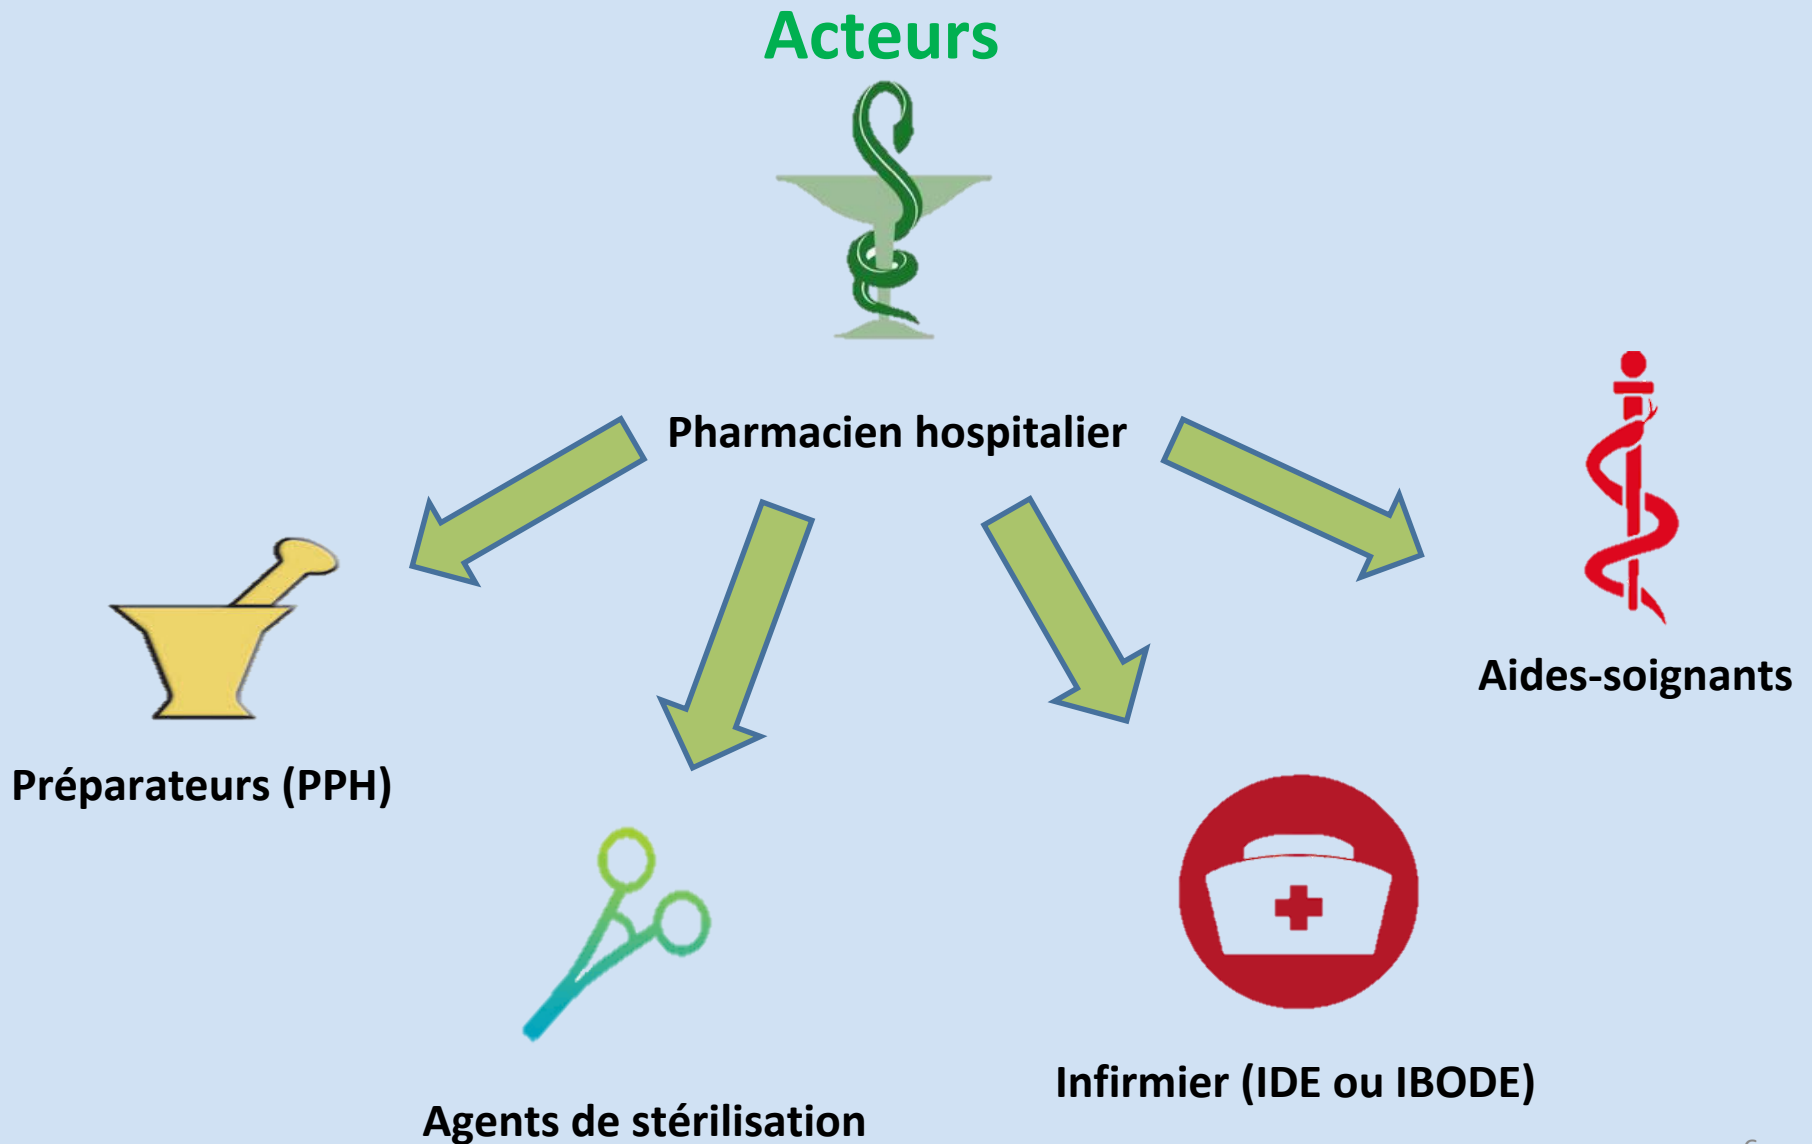 Acteurs
Pharmacien hospitalier
Aides-soignants
Préparateurs (PPH)
Infirmier (IDE ou IBODE)
Agents de stérilisation